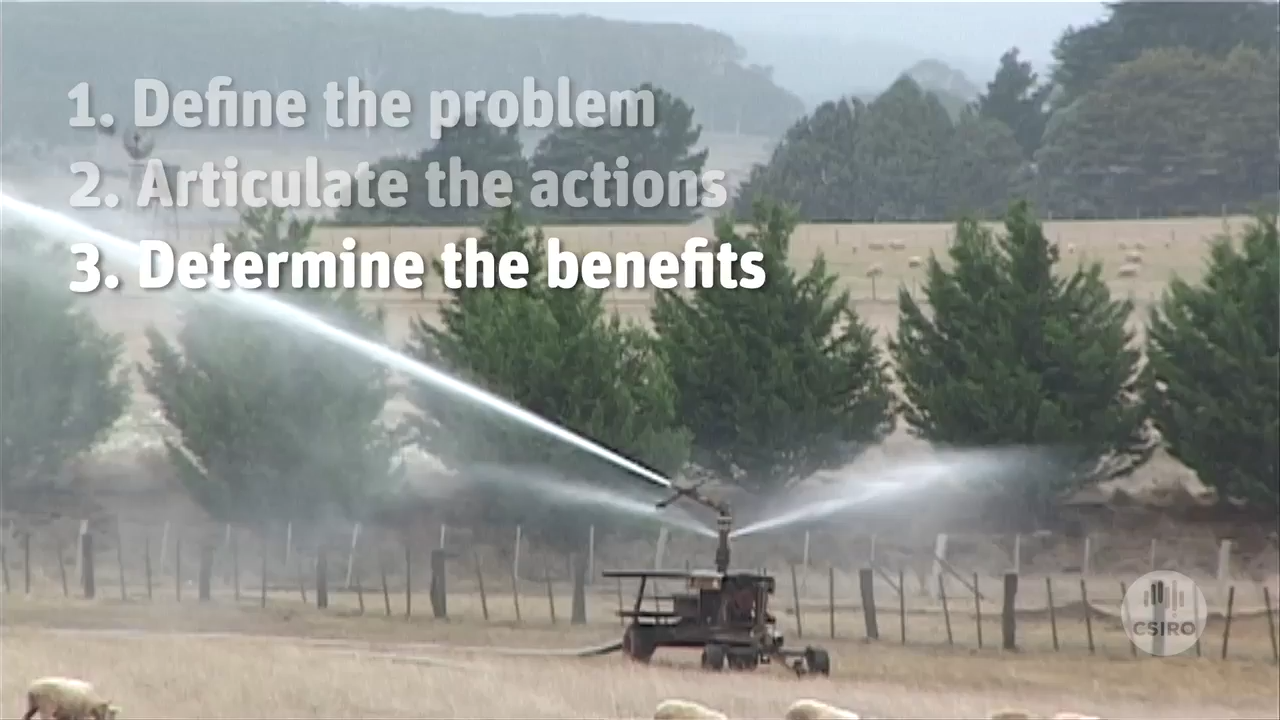 1. Define the problem
2. Articulate the actions
3. Determine the benefits
CSIRO